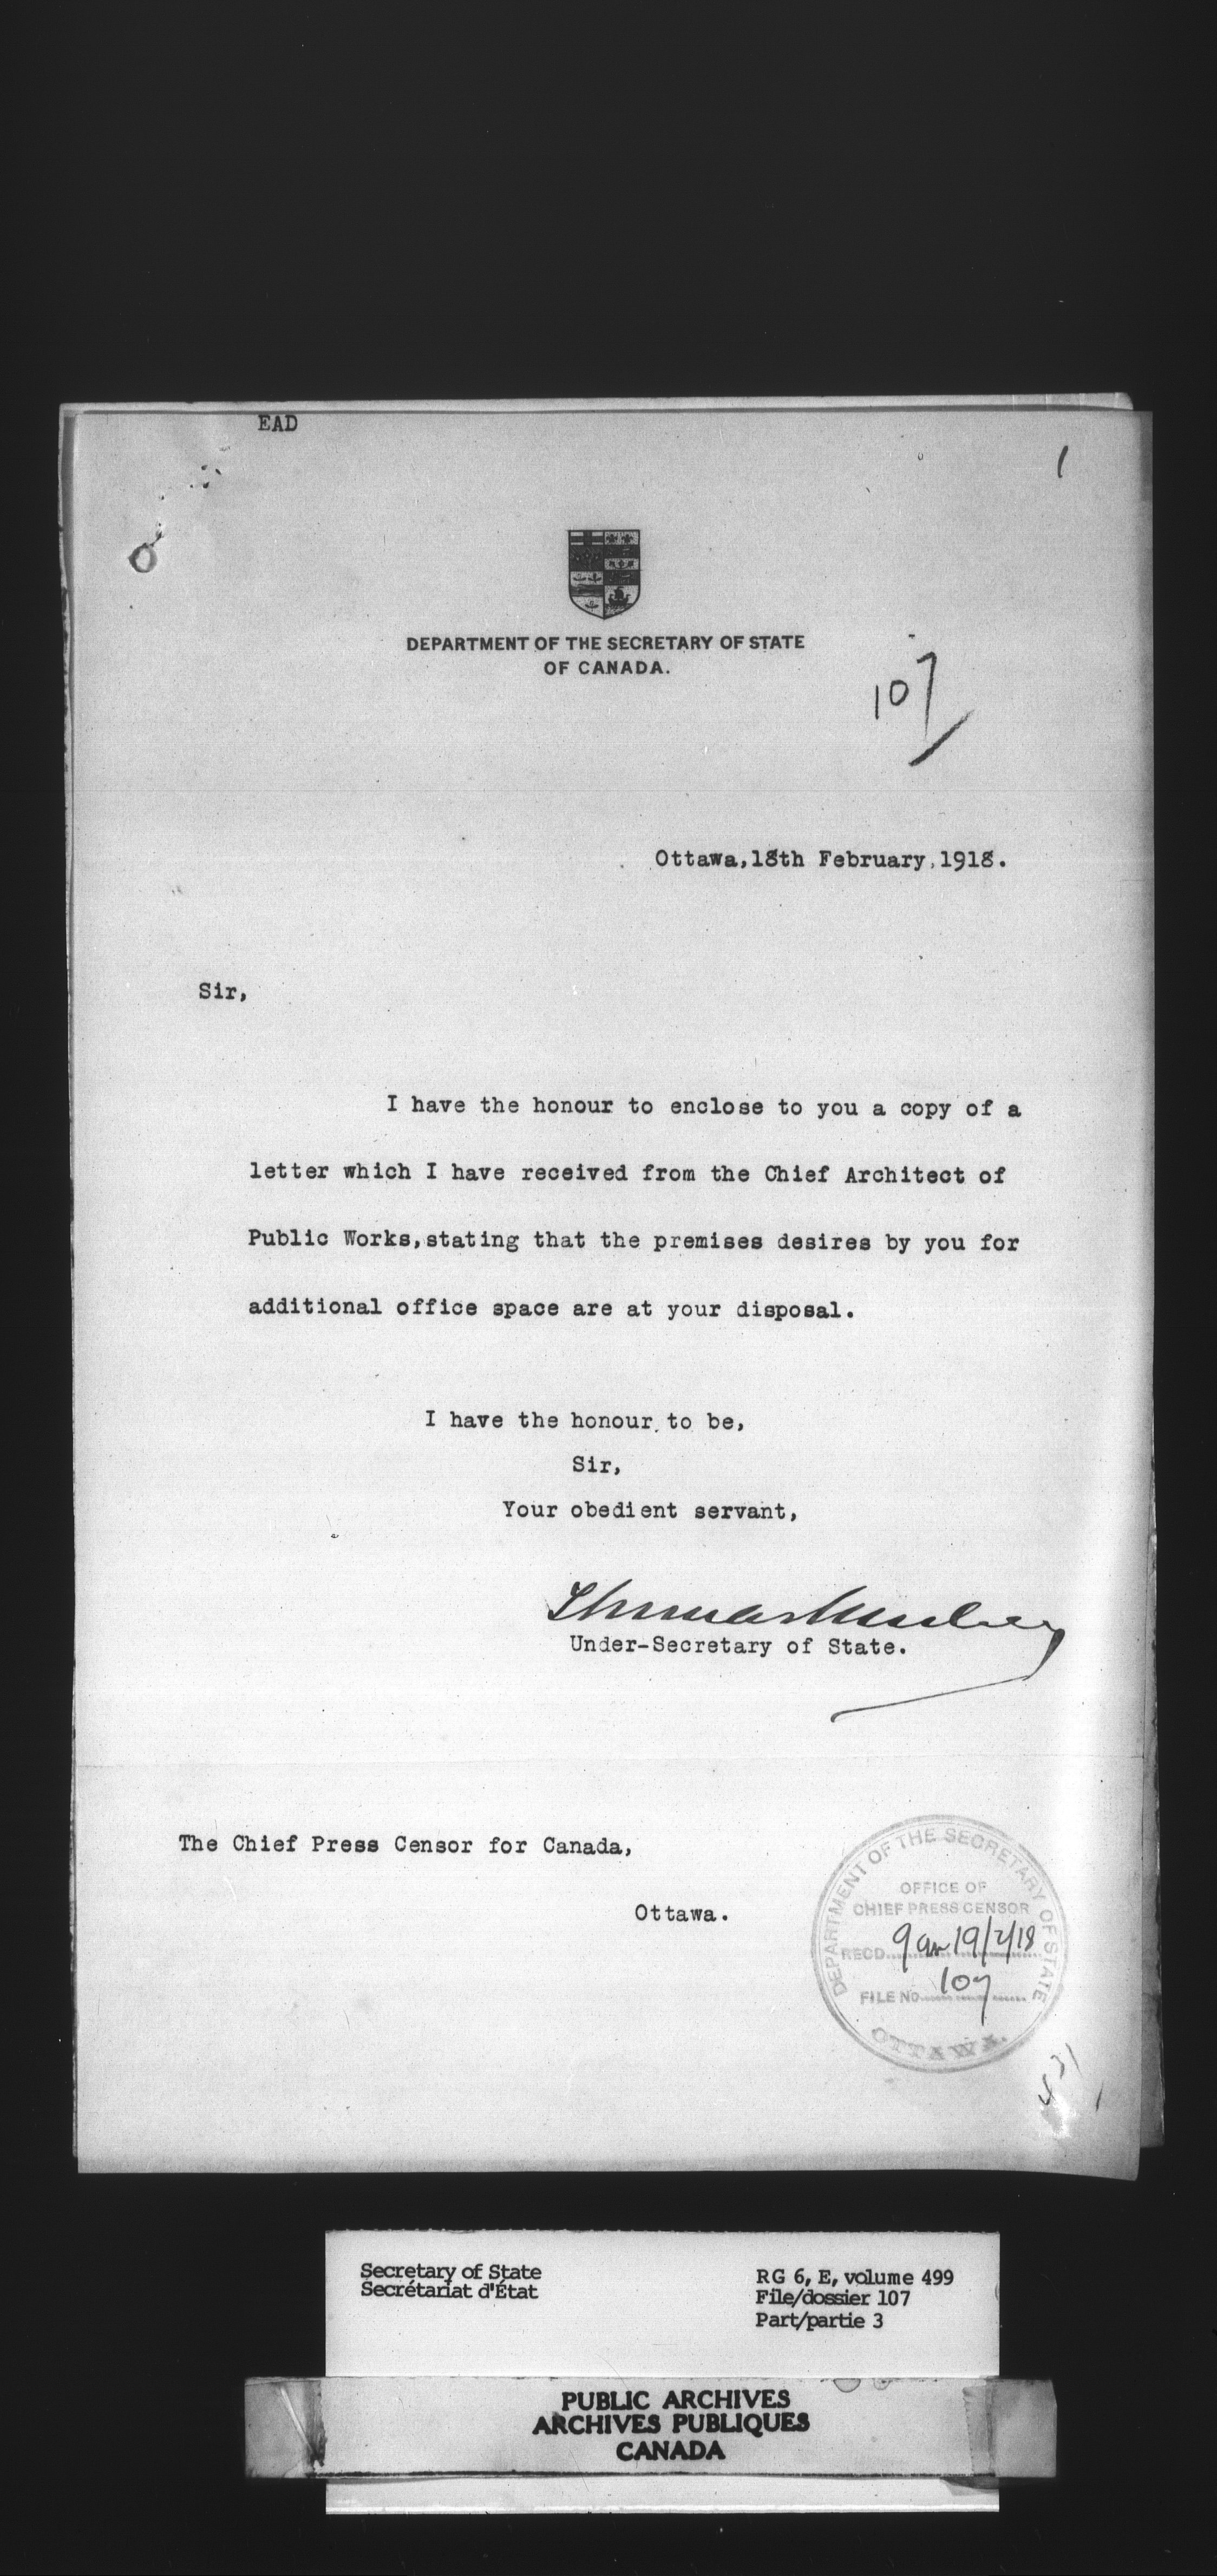 EAD
1
DEPARTMENT OF THE SECRETARY OF STATE
OF CANADA.
107
Ottawa,18th February,1918.
Sir,
I have the honour to enclose to you a copy of a
letter which I have received from the Chief Architect of
Public Works,stating that the premises desires by you for
additional office space are at your disposal.
I have the honour to be,
Sir,
Your obedient servant,
Thomas Mulvey
Under-Secretary of State.
The Chief Press Censor for Canada,
Ottawa.
DEPARTMENT OF THE SECRETARY OF STATE
OFFICE OF
CHIEF PRESS CENSOR
RECD. 9 am 19/2/18
FILE NO. 107
OTTAWA.
Secretary of State
Secrétariat d'État
RG 6, E, volume 499
File/dossier 107
Part/partie 3
PUBLIC ARCHIVES
ARCHIVES PUBLIQUES
CANADA